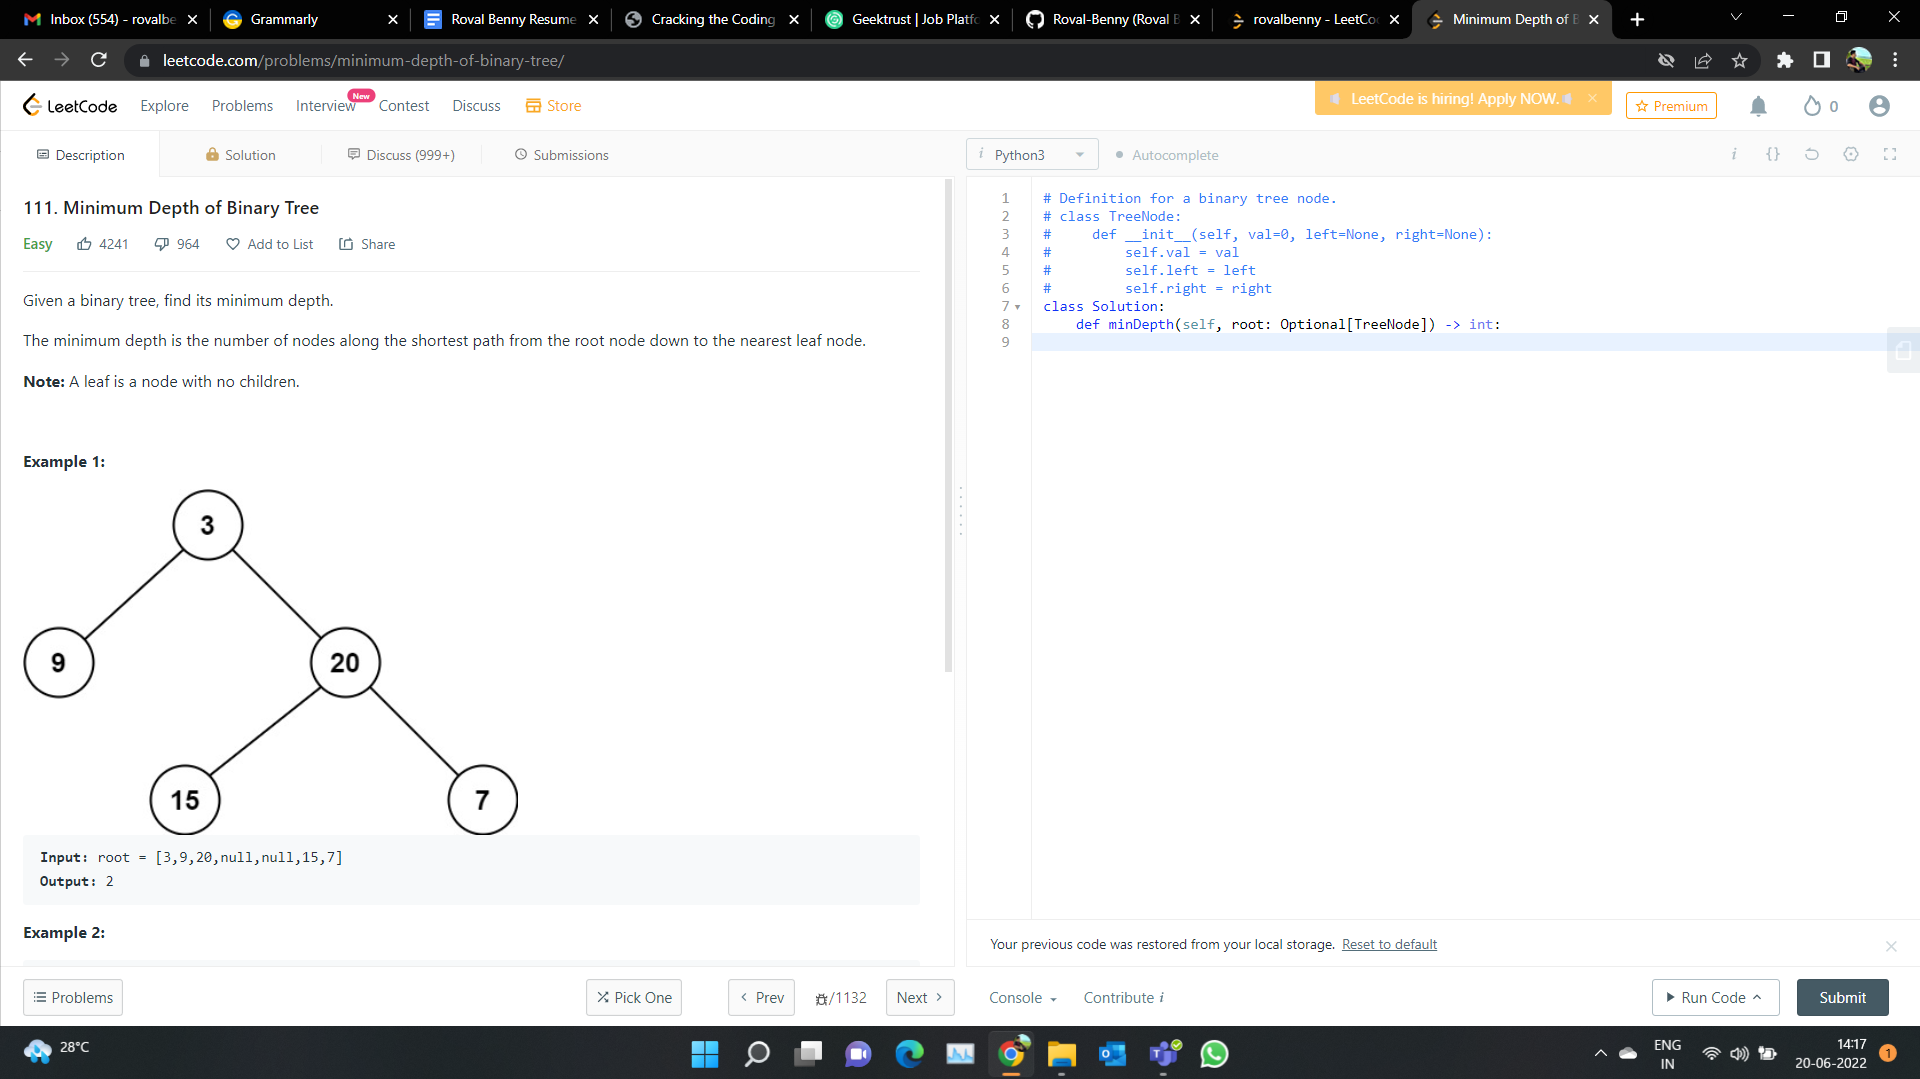 Inbox (554) - rovalbe
Grammarly
Roval Benny Resume
Cracking the Coding
Geektrust | Job Platfo
Roval-Benny (Roval B
rovalbenny - LeetCo
Minimum Depth of B
leetcode.com/problems/minimum-depth-of-binary-tree/
LeetCode Explore Problems Interview New Contest Discuss Store
LeetCode is hiring! Apply NOW.
Premium
0
Description Solution Discuss (999+) Submissions
111. Minimum Depth of Binary Tree
Easy 4241 964 Add to List Share
Given a binary tree, find its minimum depth.
The minimum depth is the number of nodes along the shortest path from the root node down to the nearest leaf node.
Note: A leaf is a node with no children.
Example 1:
3
9 20
15 7
Input: root = [3,9,20,null,null,15,7]
Output: 2
Example 2:
Problems Pick One Prev /1132 Next
i Python3 Autocomplete
i {}
1 # Definition for a binary tree node.
2 # class TreeNode:
3 #     def __init__(self, val=0, left=None, right=None):
4 #         self.val = val
5 #         self.left = left
6 #         self.right = right
7 class Solution:
8     def minDepth(self, root: Optional[TreeNode]) -> int:
9
Your previous code was restored from your local storage. Reset to default
Console Contribute i Run Code Submit
28°C
ENG
IN
14:17
20-06-2022
1